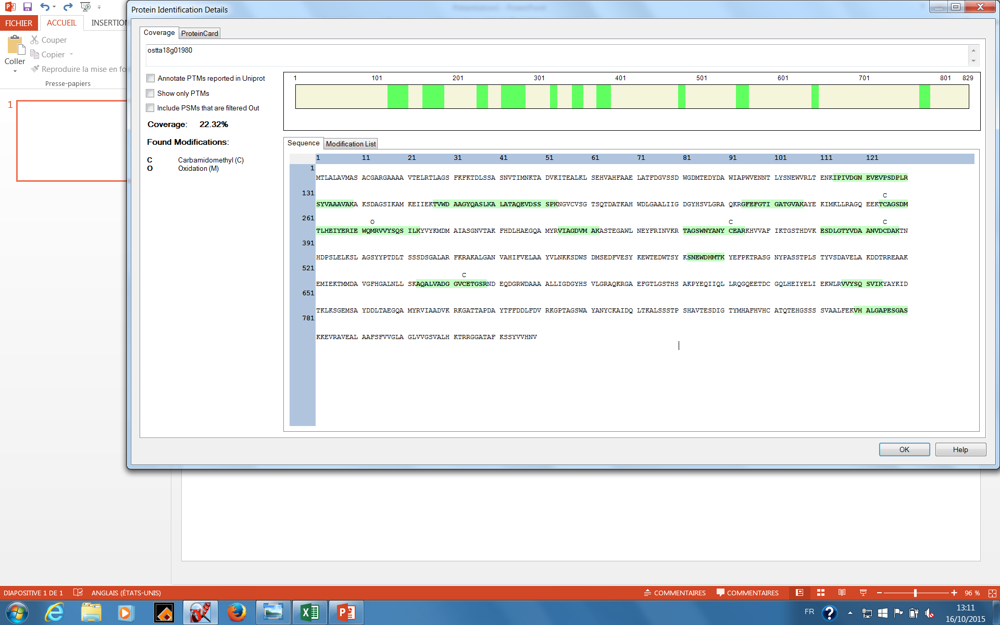 Protein Identification Details
FICHIER
ACCUEIL
INSERTION
Coller
Couper
Copier
Reproduire la mise en fo
Presse-papiers
1
Coverage
ProteinCard
ostta18g01980
Annotate PTMs reported in Uniprot
Show only PTMs
Include PSMs that are filtered Out
Coverage: 22.32%
Found Modifications:
C Carbamidomethyl (C)
O Oxidation (M)
1 101 201 301 401 501 601 701 801 829
Sequence
Modification List
1 11 21 31 41 51 61 71 81 91 101 111 121
1
MTLALAVMAS ACGARGAAAA VTELRTLAGS FKFKTDLSSA SNVTIMNKTA DVKITEALKL SEHVAHFAAE LATFDGVSSD WGDMTEDYDA WIAPWVENNT LYSNEWVRLT ENKIPIVDGN EVEVPSDPLR
131
C
SYVAAAVAKA AKSDAGSIKAM KEIIEKTVWD AAGYQASLKA LATAQEVDSS SPKNGVCVSG TSQTDATKAH WDLGAALIIG DGYHSVLGRA QKRGFEFGTI GATGVAKAYE KIMKLLRAGQ EEKTCAGSDM
261
O C C
TLHEIYERIE WQMRVVYSQS ILKYVYKMDM AIASGNVTAK FHDLHAEGQA MYRVIAGDVM AKASTEGAWL NEYFRINVKR TAGSWNYANY CEARKHVVAF IKTGSTHDVK ESDLGTYVDA ANVDCDAKTN
391
HDPSLELKSL AGSYYPTDLT SSSDSGALAR FKRAKALGAN VAHIFVELAA YVLNKKSDWS DMSEDFVESY KEWTEDWTSY KSNEWDHMTK YEFPKTRASG NYPASSTPLS TYVSDAVELA KDDTRREAAK
521
C
EMIEKTMMDA VGFHGALNLL SKAQALVADG GVCETGSRND EQDGRWDAAA ALLIGDGYHS VLGRAQKRGA EFGTLGSTHS AKPYEQIIQL LRQGQEETDC GQLHEIYELI EKWLRVVYSQ SVIKYAYKID
651
TKLKSGEMSA YDDLTAEGQA MYRVIAADVK RKGATTAPDA YTFFDDLFDV RKGPTAGSWA YANYCKAIDQ LTKALSSSTP SHAVTESDIG TYMHAFHVHC ATQTEHGSSS SVAALFEKVH ALGAPESGAS
781
KKEVRAVEAL AAFSFVVGLA GLVVGSVALH KTRRGGATAF KSSYVVHNV
OK
Help
DIAPOSITIVE 1 DE 1
ANGLAIS (ÉTATS-UNIS)
COMMENTAIRES
COMMENTAIRES
96 %
FR
13:11
16/10/2015